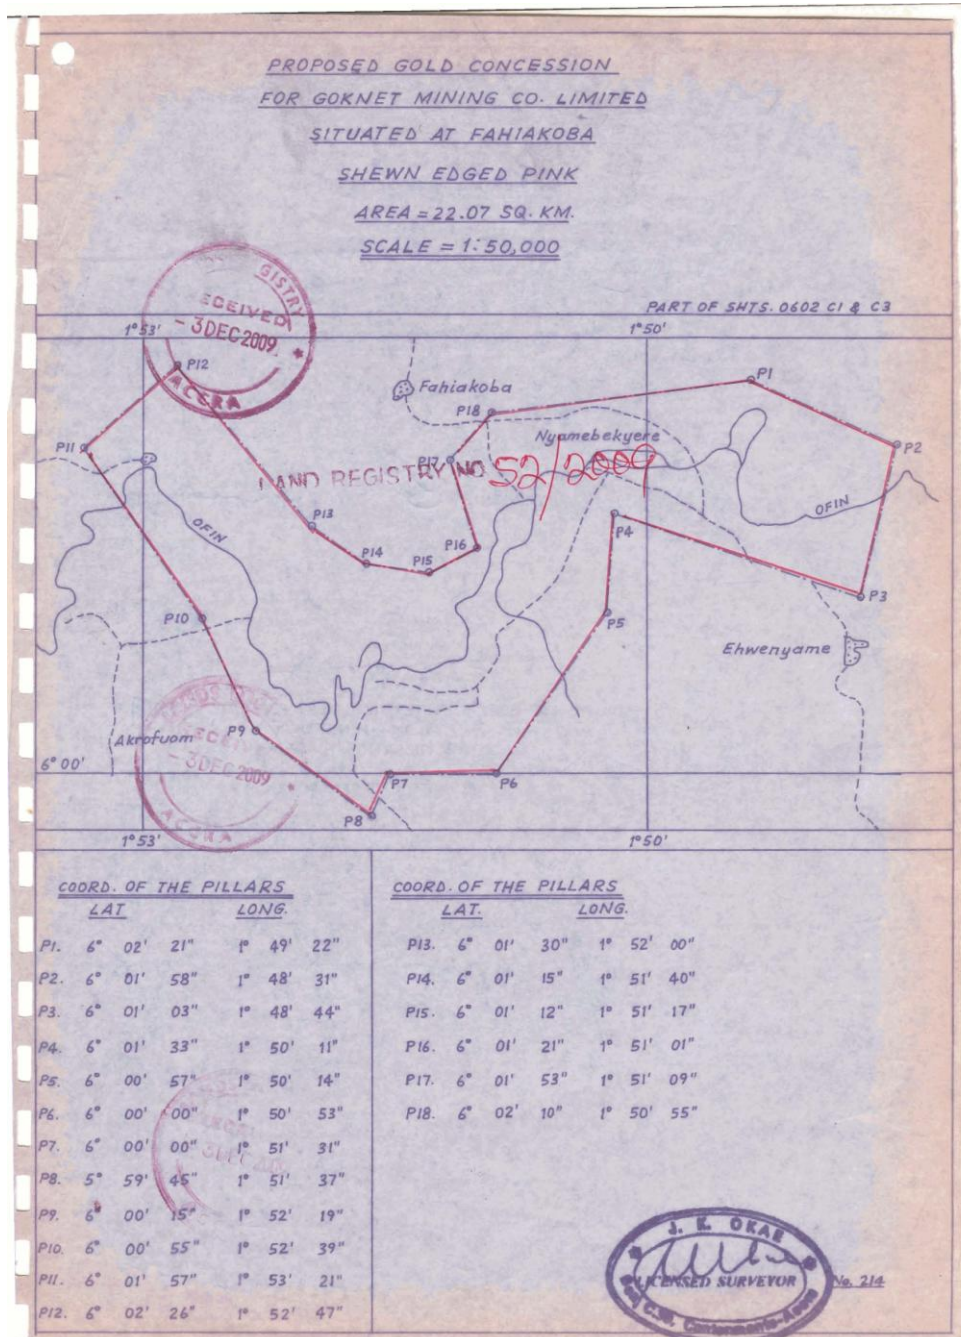 PROPOSED GOLD CONCESSION
FOR GOKNET MINING CO. LIMITED
SITUATED AT FAHIAKOBA
SHEWN EDGED PINK
AREA = 22.07 SQ. KM.
SCALE = 1:50,000
PART OF SHTS. 0602 C1 & C3
GISTRY
RECEIVED
- 3 DEC 2009
ACCRA
1° 53'
1° 50'
P12
P1
Fahiakoba
P18
P11
Nyamebekyere
P2
P17
LAND REGISTRY NO 52/2009
OFIN
OFIN
P13
P4
P16
P14
P15
P3
P10
P5
Ehwenyame
P9
Akrofuom
- 3 DEC 2009
ACCRA
6° 00'
P7
P6
P8
1° 53'
1° 50'
COORD. OF THE PILLARS
LAT LONG.
P1. 6° 02' 21" 1° 49' 22"
P2. 6° 01' 58" 1° 48' 31"
P3. 6° 01' 03" 1° 48' 44"
P4. 6° 01' 33" 1° 50' 11"
P5. 6° 00' 57" 1° 50' 14"
P6. 6° 00' 00" 1° 50' 53"
P7. 6° 00' 00" 1° 51' 31"
P8. 5° 59' 45" 1° 51' 37"
P9. 6° 00' 15" 1° 52' 19"
P10. 6° 00' 55" 1° 52' 39"
P11. 6° 01' 57" 1° 53' 21"
P12. 6° 02' 26" 1° 52' 47"
COORD. OF THE PILLARS
LAT. LONG.
P13. 6° 01' 30" 1° 52' 00"
P14. 6° 01' 15" 1° 51' 40"
P15. 6° 01' 12" 1° 51' 17"
P16. 6° 01' 21" 1° 51' 01"
P17. 6° 01' 53" 1° 51' 09"
P18. 6° 02' 10" 1° 50' 55"
J. K. OKAE
LICENSED SURVEYOR
No. 214